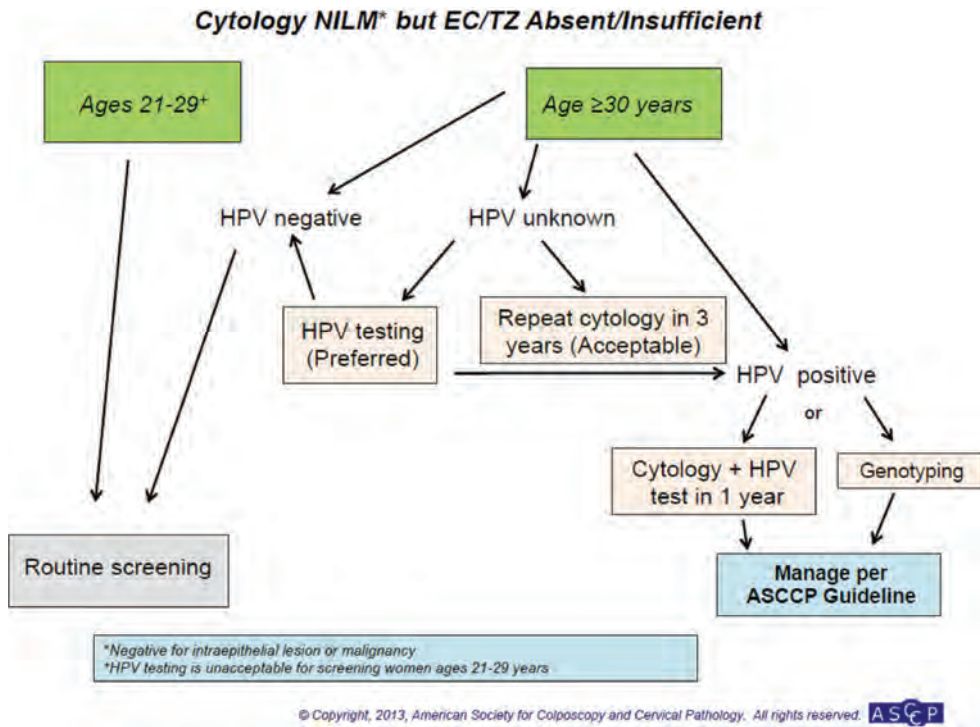 Cytology NILM* but EC/TZ Absent/Insufficient
Ages 21-29+
Age ≥30 years
HPV negative
HPV unknown
HPV testing
(Preferred)
Repeat cytology in 3
years (Acceptable)
HPV positive
or
Cytology + HPV
test in 1 year
Genotyping
Routine screening
Manage per
ASCCP Guideline
*Negative for intraepithelial lesion or malignancy
+HPV testing is unacceptable for screening women ages 21-29 years
© Copyright, 2013, American Society for Colposcopy and Cervical Pathology. All rights reserved.
ASCCP